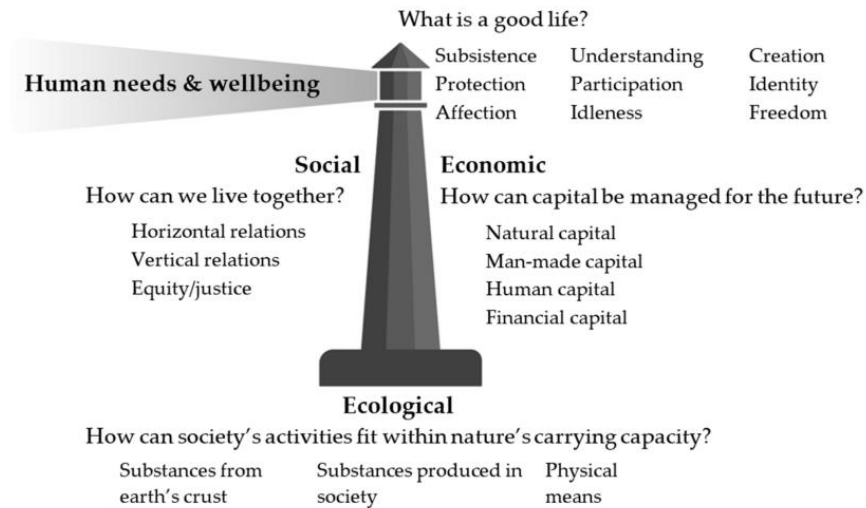 What is a good life?
Subsistence Understanding Creation
Protection Participation Identity
Affection Idleness Freedom
Human needs & wellbeing
Social
How can we live together?
Horizontal relations
Vertical relations
Equity/justice
Economic
How can capital be managed for the future?
Natural capital
Man-made capital
Human capital
Financial capital
Ecological
How can society's activities fit within nature's carrying capacity?
Substances from
earth's crust
Substances produced in
society
Physical
means